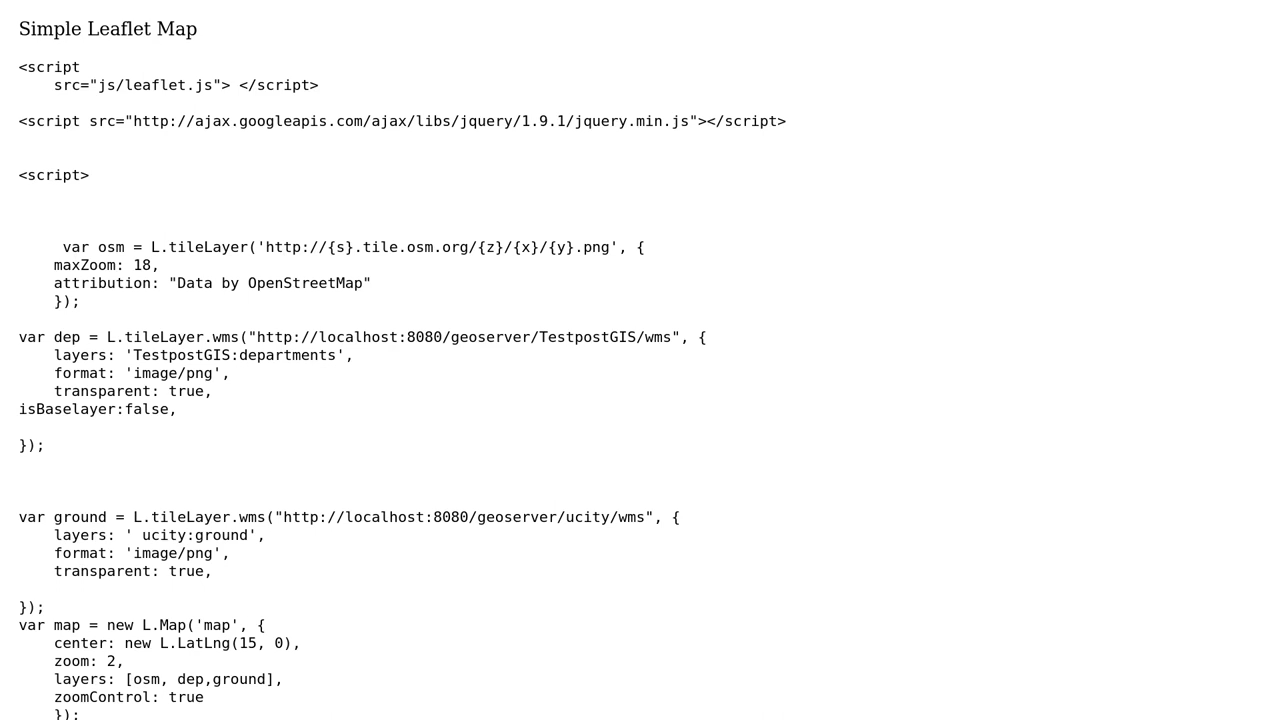 Simple Leaflet Map
<script
    src="js/leaflet.js"> </script>
<script src="http://ajax.googleapis.com/ajax/libs/jquery/1.9.1/jquery.min.js"></script>
<script>
     var osm = L.tileLayer('http://{s}.tile.osm.org/{z}/{x}/{y}.png', {
    maxZoom: 18,
    attribution: "Data by OpenStreetMap"
    });
var dep = L.tileLayer.wms("http://localhost:8080/geoserver/TestpostGIS/wms", {
    layers: 'TestpostGIS:departments',
    format: 'image/png',
    transparent: true,
isBaselayer:false,
});
var ground = L.tileLayer.wms("http://localhost:8080/geoserver/ucity/wms", {
    layers: ' ucity:ground',
    format: 'image/png',
    transparent: true,
});
var map = new L.Map('map', {
    center: new L.LatLng(15, 0),
    zoom: 2,
    layers: [osm, dep,ground],
    zoomControl: true
    });